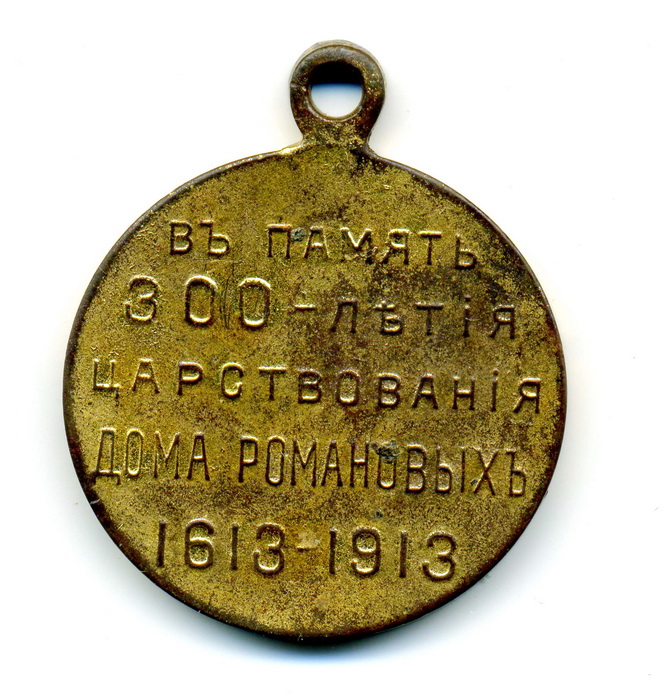 ВЪ ПАМЯТЬ
300-ЛѢТІЯ
ЦАРСТВОВАНІЯ
ДОМА РОМАНОВЫХЪ
1613-1913